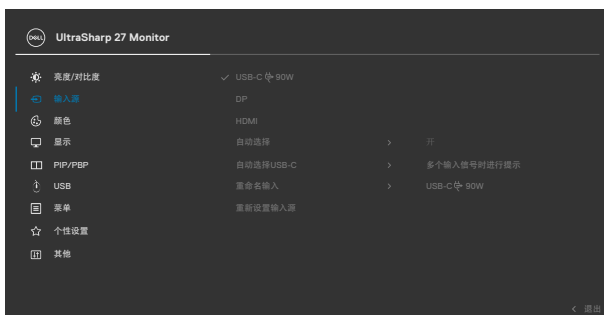 DELL UltraSharp 27 Monitor
亮度/对比度 USB-C 90W
输入源 DP
颜色 HDMI
显示 自动选择 开
PIP/PBP 自动选择USB-C 多个输入信号时进行提示
USB 重命名输入 USB-C 90W
菜单 重新设置输入源
个性设置
其他
退出